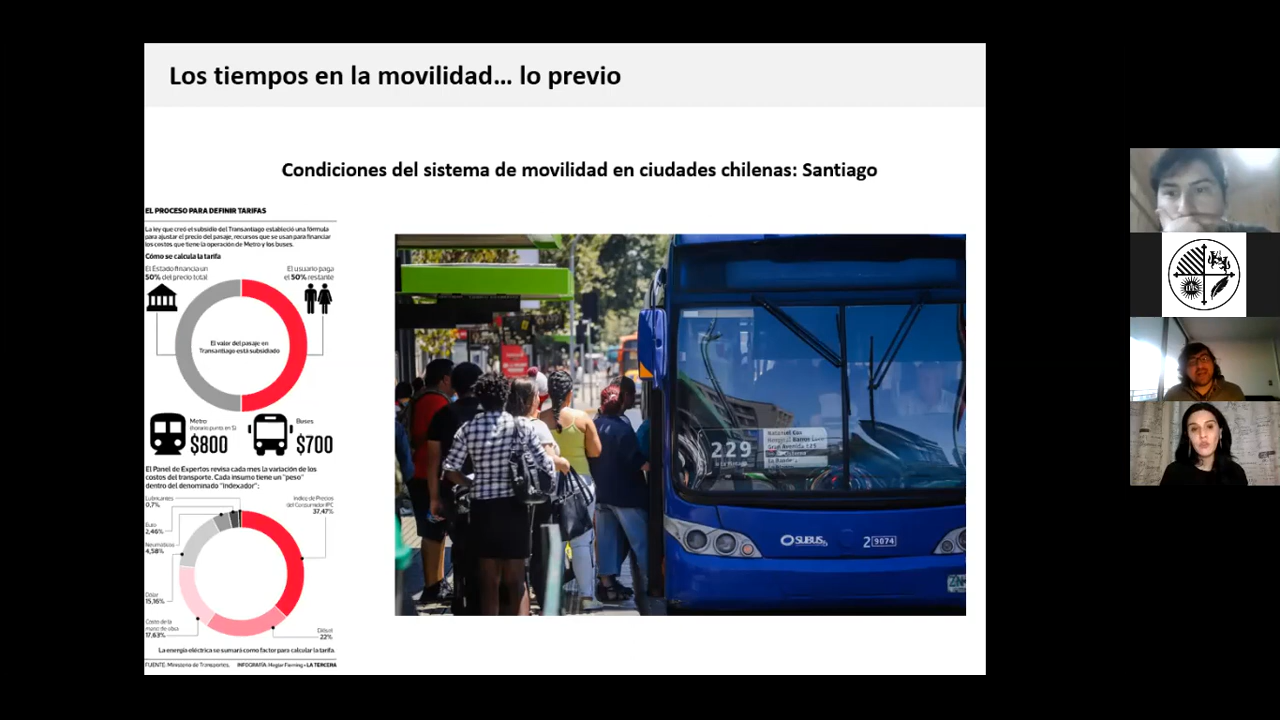 Los tiempos en la movilidad... lo previo
Condiciones del sistema de movilidad en ciudades chilenas: Santiago
EL PROCESO PARA DEFINIR TARIFAS
La ley que creó el subsidio del Transantiago estableció una fórmula
para ajustar el precio del pasaje, recursos que se usan para financiar
los costos que tiene la operación de Metro y los buses.
Cómo se calcula la tarifa
El Estado financia un
50% del precio total
El usuario paga
el 50% restante
El valor del pasaje en
Transantiago está subsidiado
Metro
(horario punta en $)
$800
Buses
$700
El Panel de Expertos revisa cada mes la variación de los
costos del transporte. Cada insumo tiene un "peso"
dentro del denominado "Indexador":
Lubricantes
0,7%
Euro
2,46%
Neumáticos
4,58%
Dólar
15,16%
Costo de la
mano de obra
17,63%
Indice de Precios
del Consumidor IPC
37,47%
Diésel
22%
La energía eléctrica se sumará como factor para calcular la tarifa.
FUENTE: Ministerio de Transportes. INFOGRAFÍA: Heglar Fleming • LA TERCERA
229
SUBUS
2 9074